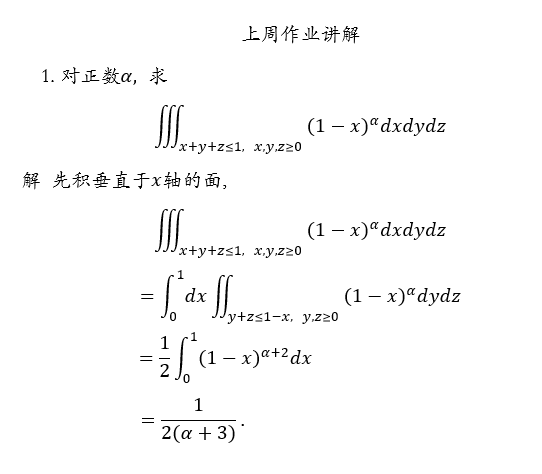 上周作业讲解
1. 对正数α, 求
∭_{x+y+z≤1, x,y,z≥0} (1 − x)^α dxdydz
解 先积垂直于x轴的面,
∭_{x+y+z≤1, x,y,z≥0} (1 − x)^α dxdydz
= ∫_0^1 dx ∬_{y+z≤1−x, y,z≥0} (1 − x)^α dydz
= 1/2 ∫_0^1 (1 − x)^{α+2} dx
= 1/(2(α + 3)).